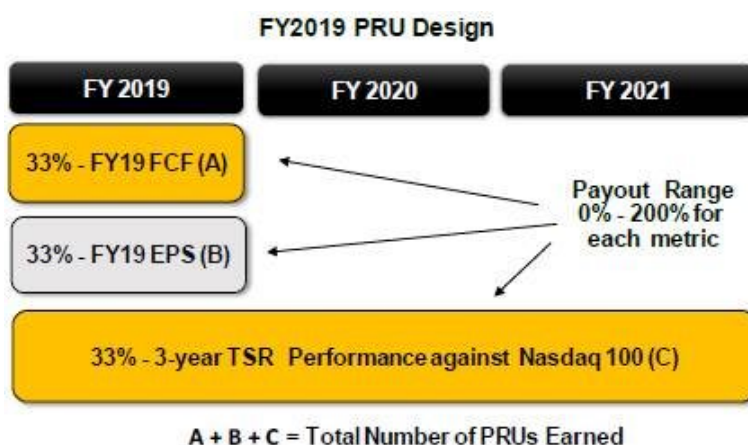 FY2019 PRU Design
FY 2019
FY 2020
FY 2021
33% - FY19 FCF (A)
Payout Range
0% - 200% for
each metric
33% - FY19 EPS (B)
33% - 3-year TSR Performance against Nasdaq 100 (C)
A + B + C = Total Number of PRUs Earned